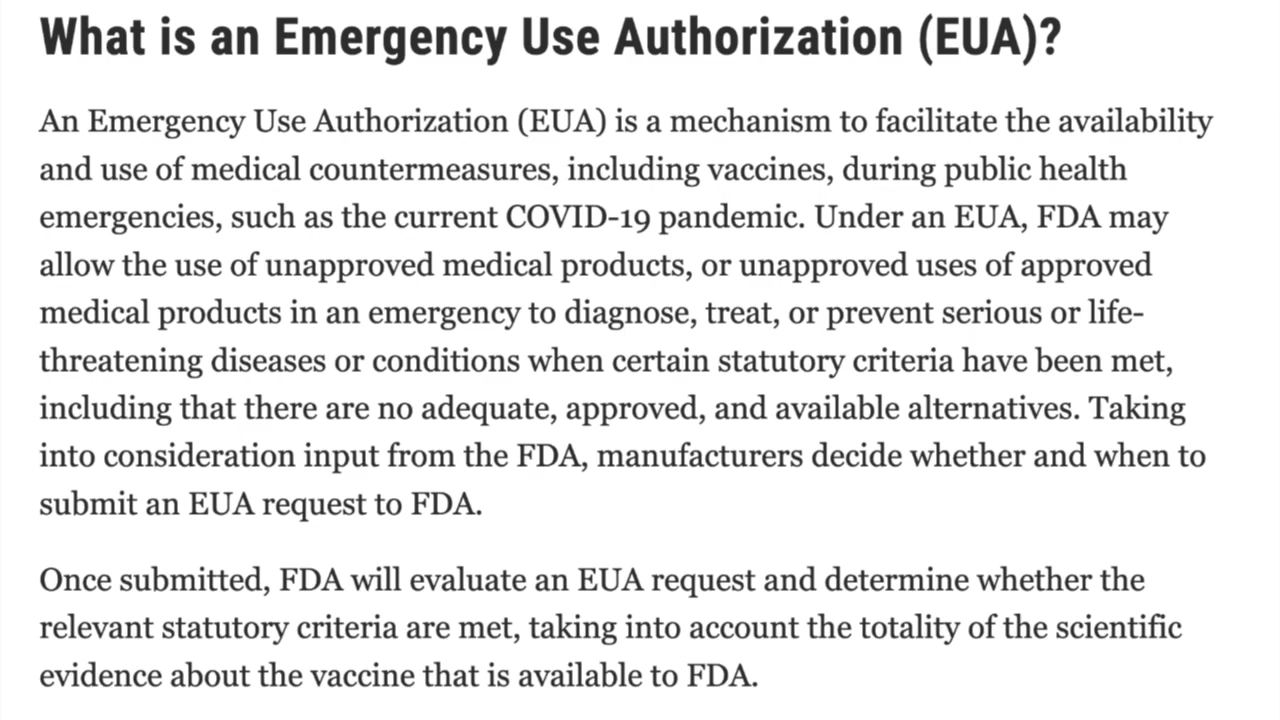 What is an Emergency Use Authorization (EUA)?
An Emergency Use Authorization (EUA) is a mechanism to facilitate the availability
and use of medical countermeasures, including vaccines, during public health
emergencies, such as the current COVID-19 pandemic. Under an EUA, FDA may
allow the use of unapproved medical products, or unapproved uses of approved
medical products in an emergency to diagnose, treat, or prevent serious or life-
threatening diseases or conditions when certain statutory criteria have been met,
including that there are no adequate, approved, and available alternatives. Taking
into consideration input from the FDA, manufacturers decide whether and when to
submit an EUA request to FDA.
Once submitted, FDA will evaluate an EUA request and determine whether the
relevant statutory criteria are met, taking into account the totality of the scientific
evidence about the vaccine that is available to FDA.